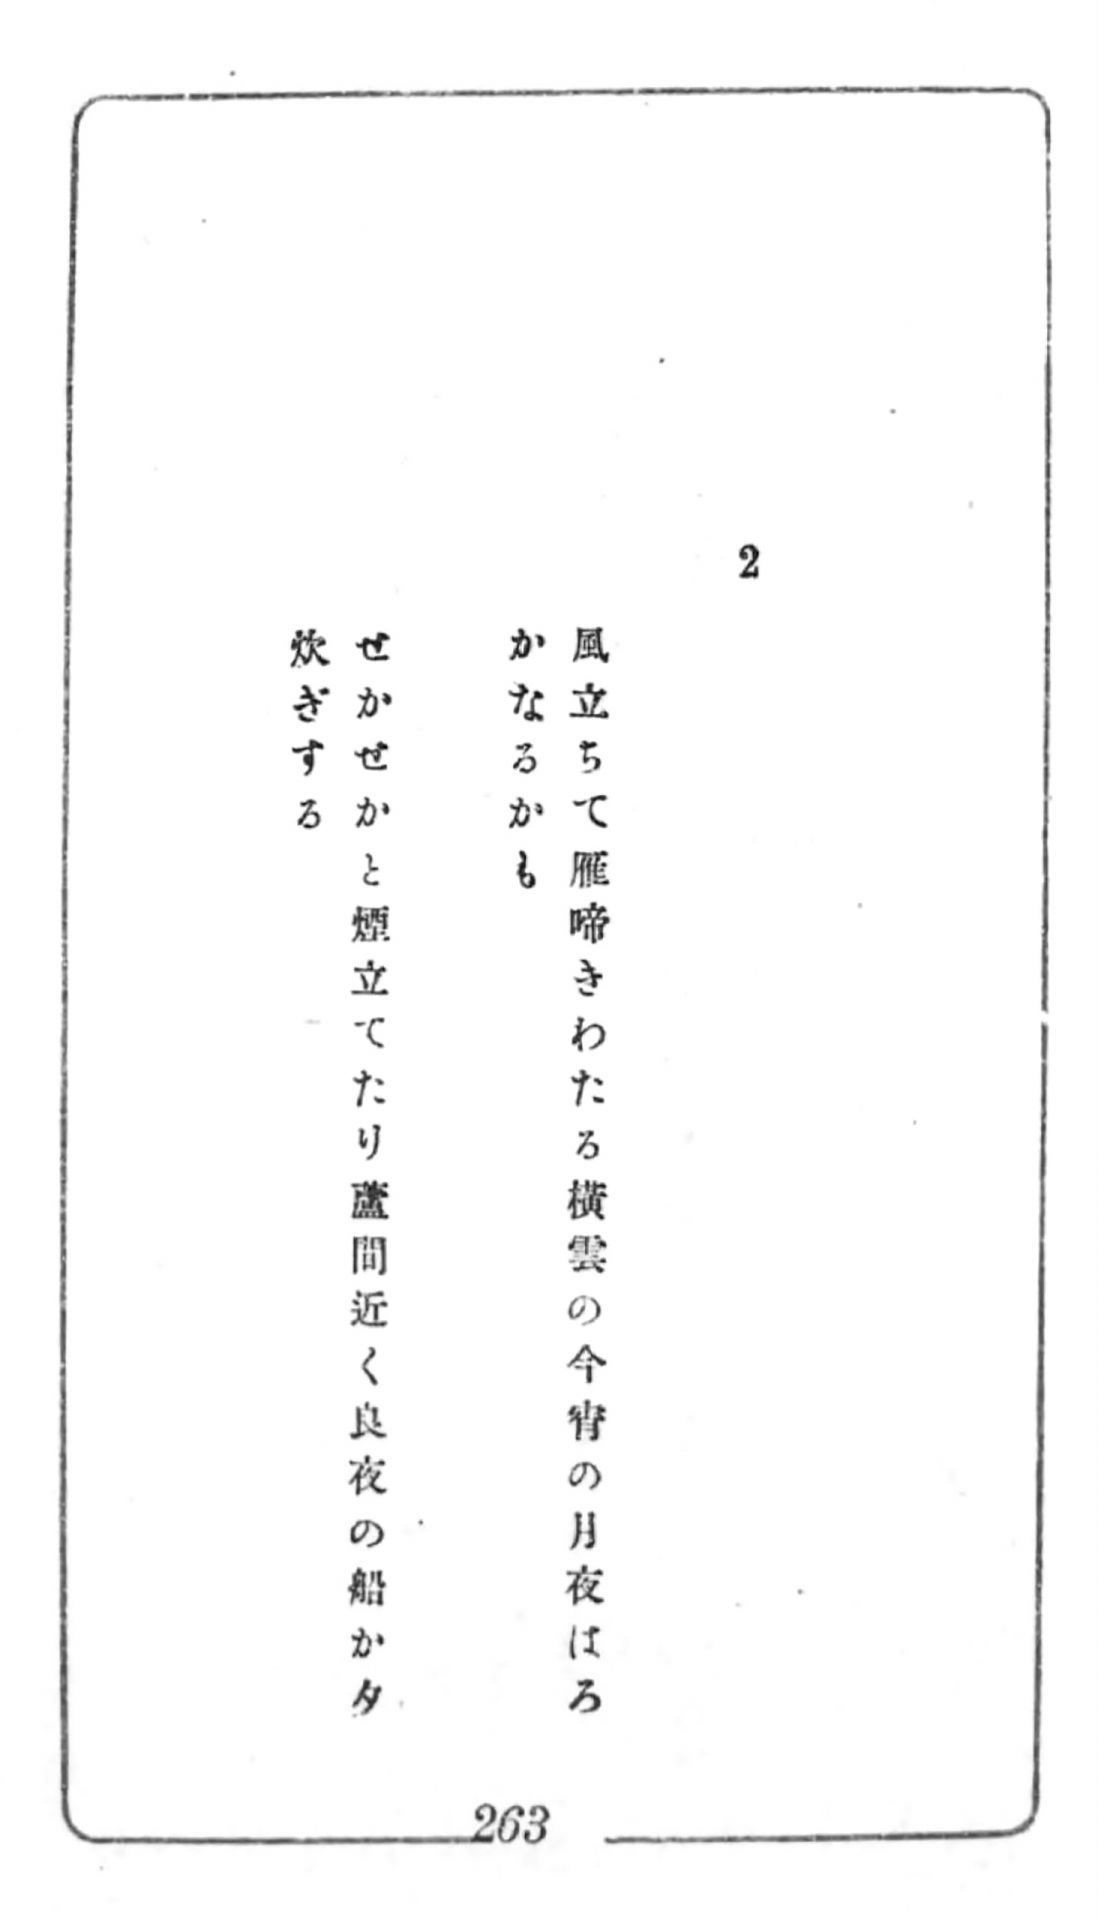 2
風立ちて雁啼きわたる横雲の今宵の月夜はろ
かなるかも
せかせかと煙立てたり蘆間近く良夜の船か夕
炊ぎする
263